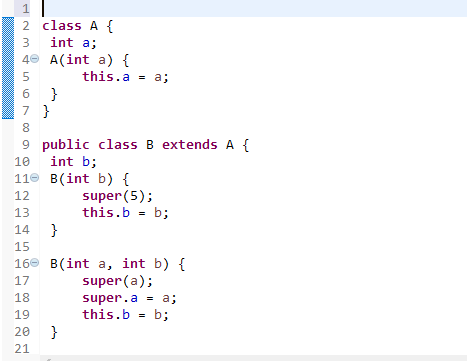 1
2 class A {
3 int a;
4 A(int a) {
5 this.a = a;
6 }
7 }
8
9 public class B extends A {
10 int b;
11 B(int b) {
12 super(5);
13 this.b = b;
14 }
15
16 B(int a, int b) {
17 super(a);
18 super.a = a;
19 this.b = b;
20 }
21